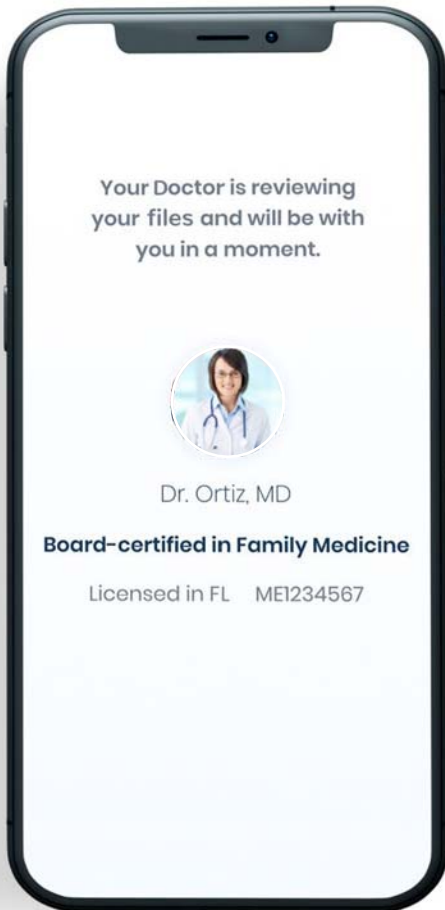 Your Doctor is reviewing
your files and will be with
you in a moment.
Dr. Ortiz, MD
Board-certified in Family Medicine
Licensed in FL ME1234567